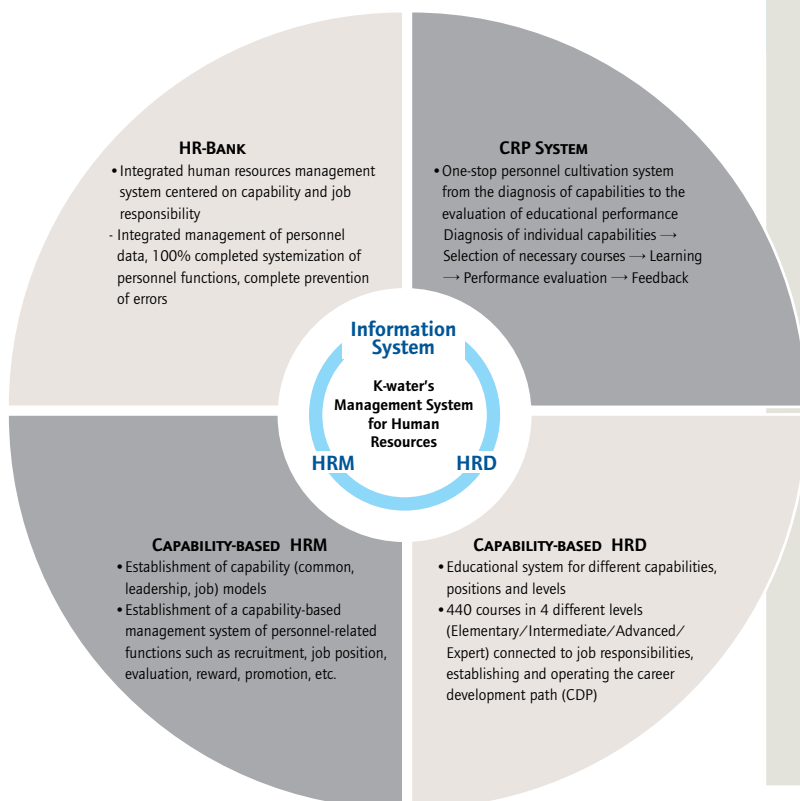 HR-BANK
• Integrated human resources management
system centered on capability and job
responsibility
- Integrated management of personnel
data, 100% completed systemization of
personnel functions, complete prevention
of errors
CRP SYSTEM
• One-stop personnel cultivation system
from the diagnosis of capabilities to the
evaluation of educational performance
Diagnosis of individual capabilities →
Selection of necessary courses → Learning
→ Performance evaluation → Feedback
Information
System
K-water's
Management System
for Human
Resources
HRM
HRD
CAPABILITY-BASED HRM
• Establishment of capability (common,
leadership, job) models
• Establishment of a capability-based
management system of personnel-related
functions such as recruitment, job position,
evaluation, reward, promotion, etc.
CAPABILITY-BASED HRD
• Educational system for different capabilities,
positions and levels
• 440 courses in 4 different levels
(Elementary/Intermediate/Advanced/
Expert) connected to job responsibilities,
establishing and operating the career
development path (CDP)